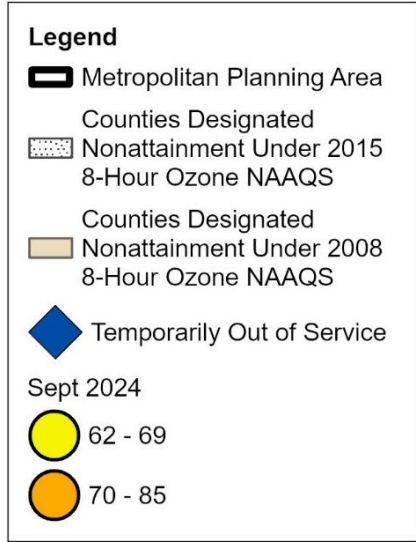 Legend
Metropolitan Planning Area
Counties Designated
Nonattainment Under 2015
8-Hour Ozone NAAQS
Counties Designated
Nonattainment Under 2008
8-Hour Ozone NAAQS
Temporarily Out of Service
Sept 2024
62 - 69
70 - 85